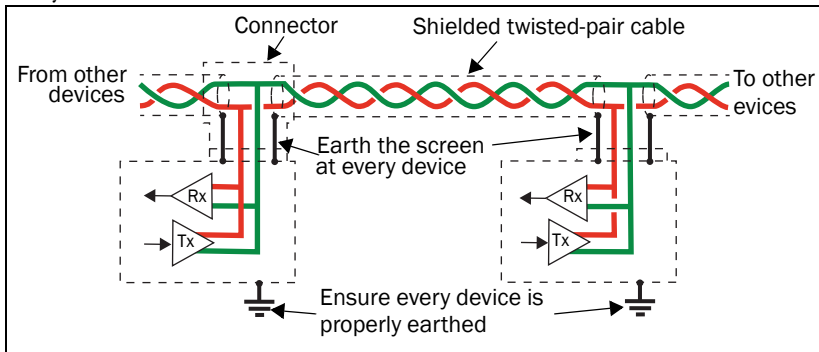 Connector
Shielded twisted-pair cable
From other
devices
To other
evices
Earth the screen
at every device
Rx
Tx
Rx
Tx
Ensure every device is
properly earthed